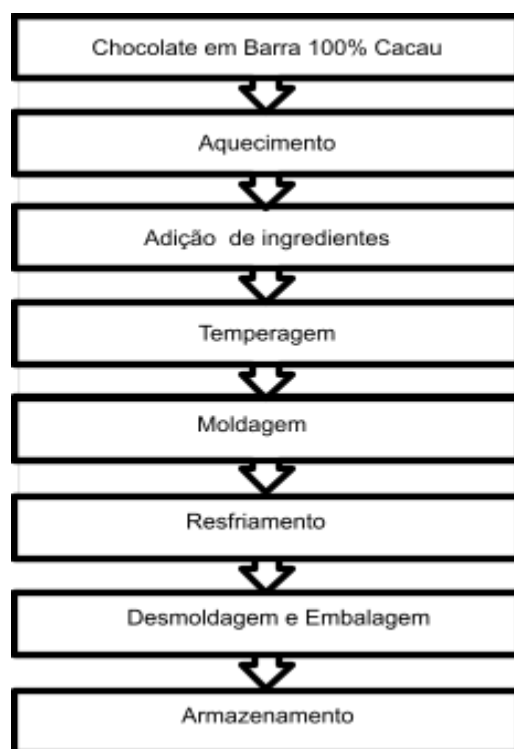 Chocolate em Barra 100% Cacau
Aquecimento
Adição de ingredientes
Temperagem
Moldagem
Resfriamento
Desmoldagem e Embalagem
Armazenamento